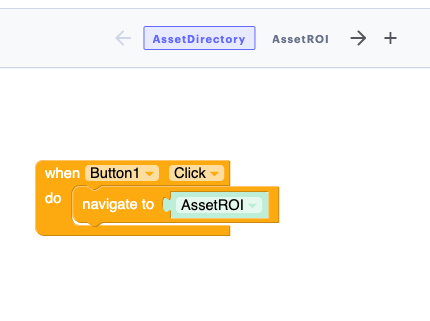 AssetDirectory AssetROI
when Button1 Click
do navigate to AssetROI